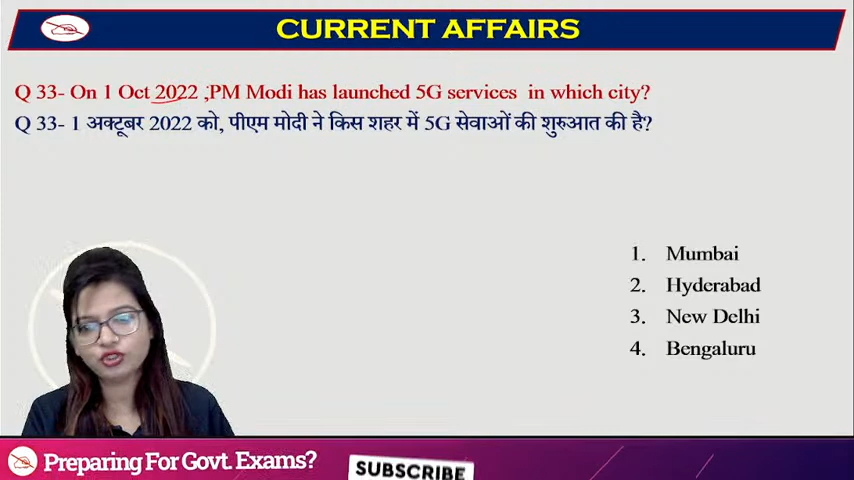 CURRENT AFFAIRS
Q 33- On 1 Oct 2022 ;PM Modi has launched 5G services in which city?
Q 33- 1 अक्टूबर 2022 को, पीएम मोदी ने किस शहर में 5G सेवाओं की शुरुआत की है?
1. Mumbai
2. Hyderabad
3. New Delhi
4. Bengaluru
Preparing For Govt. Exams?
SUBSCRIBE